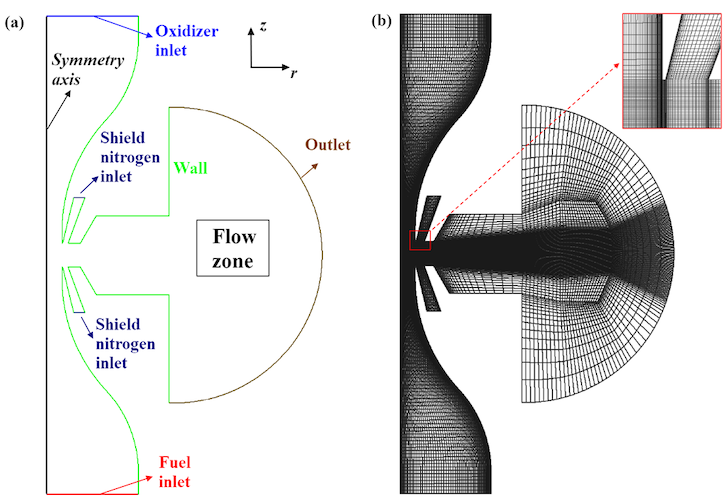 (a)
Oxidizer
inlet
z
r
Symmetry
axis
Shield
nitrogen
inlet
Wall
Outlet
Flow
zone
Shield
nitrogen
inlet
Fuel
inlet
(b)